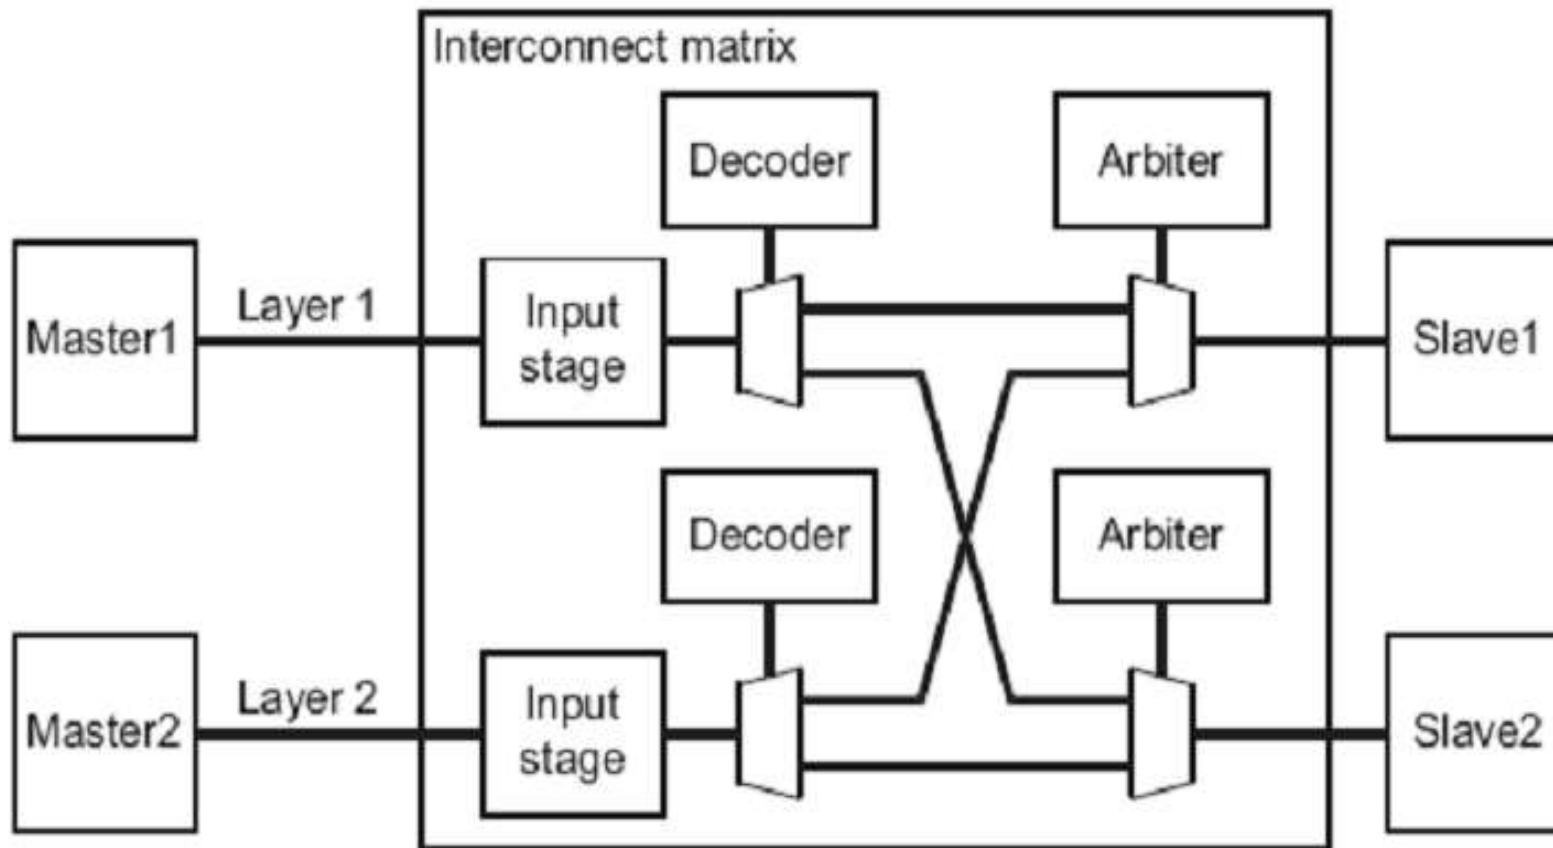 Interconnect matrix
Decoder
Arbiter
Master1
Layer 1
Input
stage
Slave1
Decoder
Arbiter
Master2
Layer 2
Input
stage
Slave2